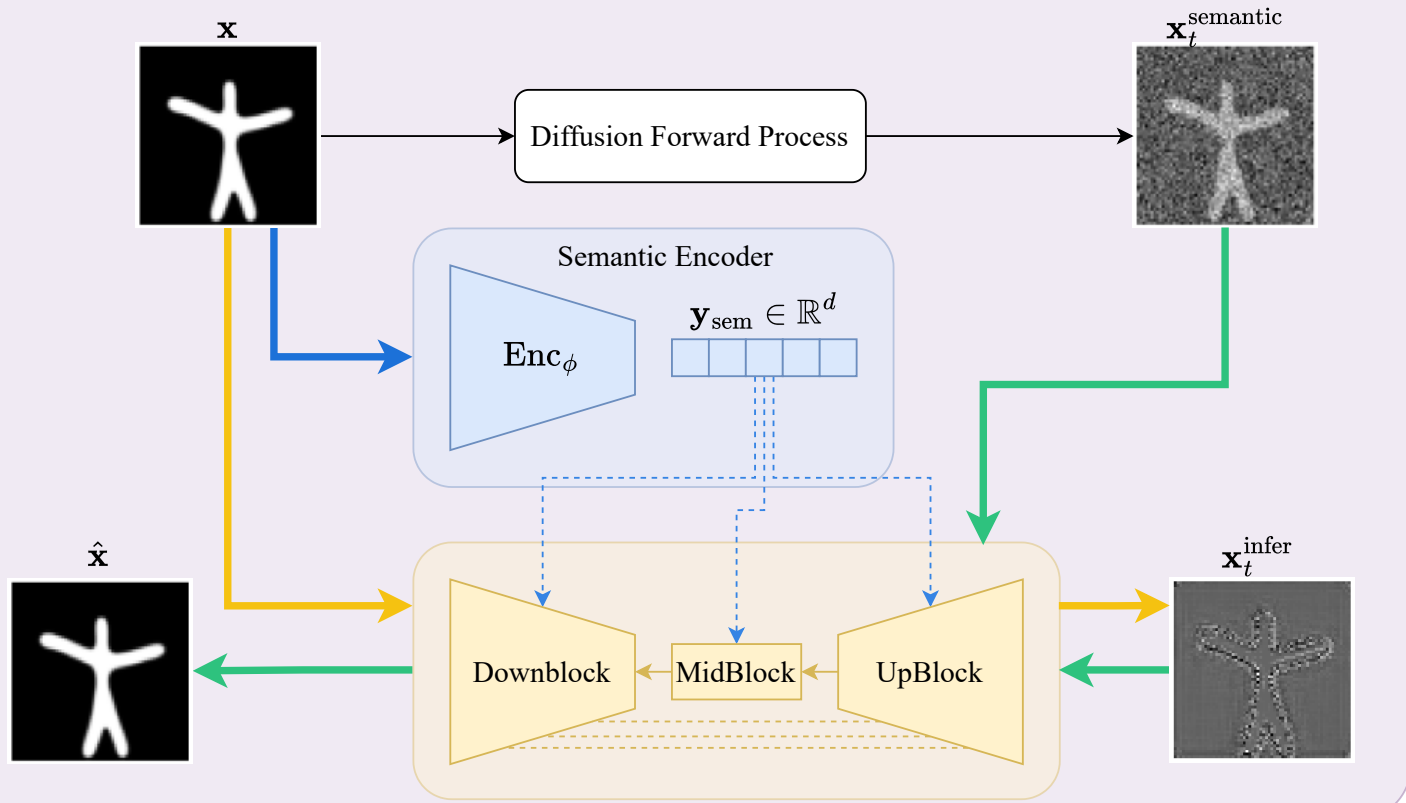 x
x_t^semantic
Diffusion Forward Process
Semantic Encoder
y_sem ∈ ℝ^d
Enc_ϕ
x̂
x_t^infer
Downblock
MidBlock
UpBlock